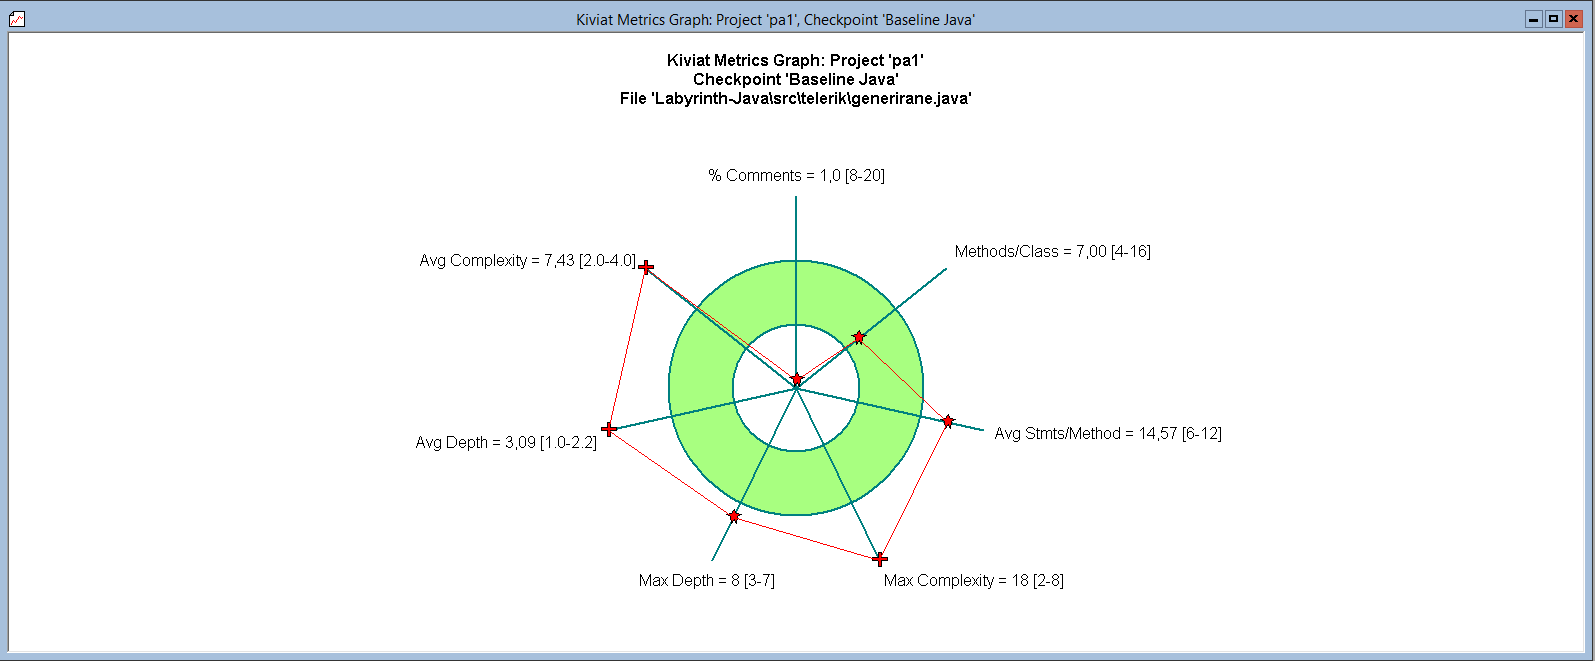 Kiviat Metrics Graph: Project 'pa1', Checkpoint 'Baseline Java'
Kiviat Metrics Graph: Project 'pa1'
Checkpoint 'Baseline Java'
File 'Labyrinth-Java\src\telerik\generirane.java'
% Comments = 1,0 [8-20]
Methods/Class = 7,00 [4-16]
Avg Complexity = 7,43 [2.0-4.0]
Avg Stmts/Method = 14,57 [6-12]
Avg Depth = 3,09 [1.0-2.2]
Max Depth = 8 [3-7]
Max Complexity = 18 [2-8]